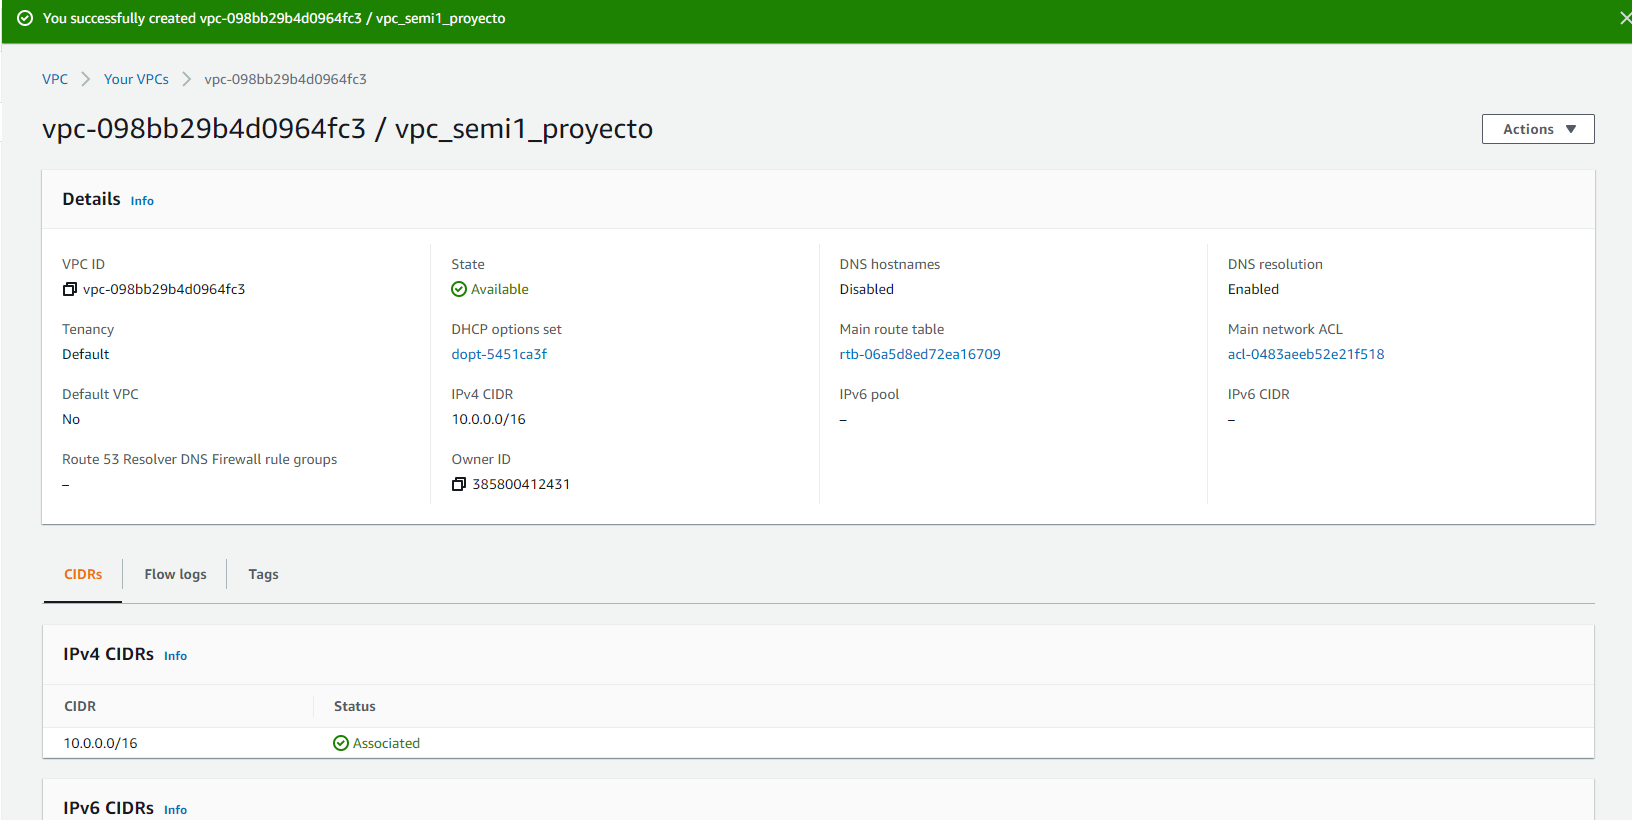 You successfully created vpc-098bb29b4d0964fc3 / vpc_semi1_proyecto
VPC Your VPCs vpc-098bb29b4d0964fc3
vpc-098bb29b4d0964fc3 / vpc_semi1_proyecto
Actions
Details Info
VPC ID
vpc-098bb29b4d0964fc3
State
Available
DNS hostnames
Disabled
DNS resolution
Enabled
Tenancy
Default
DHCP options set
dopt-5451ca3f
Main route table
rtb-06a5d8ed72ea16709
Main network ACL
acl-0483aeeb52e21f518
Default VPC
No
IPv4 CIDR
10.0.0.0/16
IPv6 pool
–
IPv6 CIDR
–
Route 53 Resolver DNS Firewall rule groups
–
Owner ID
385800412431
CIDRs Flow logs Tags
IPv4 CIDRs Info
CIDR Status
10.0.0.0/16 Associated
IPv6 CIDRs Info